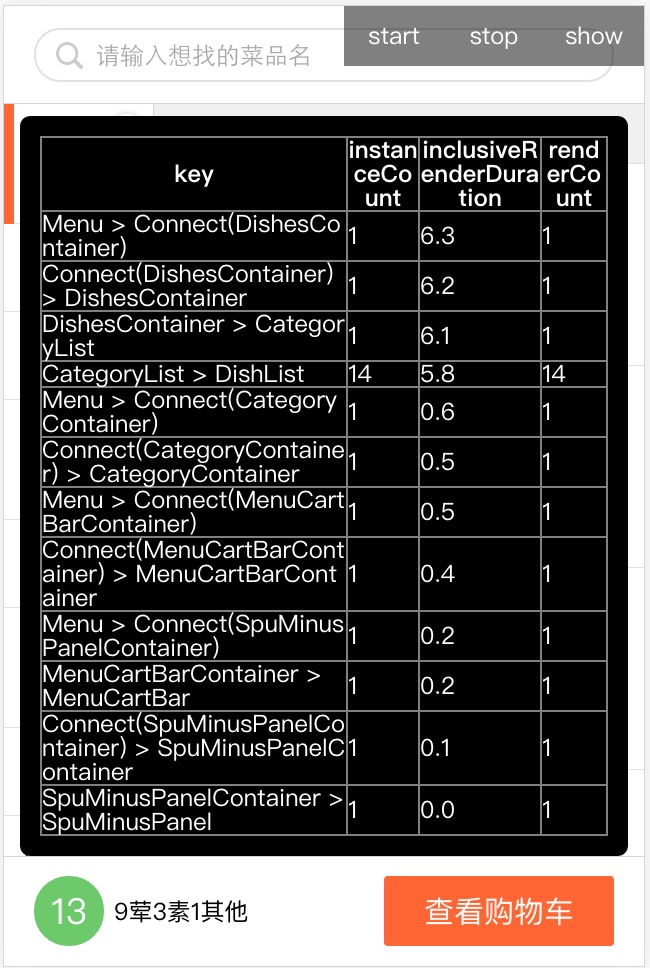 请输入想找的菜品名
start stop show
key instanceCount inclusiveRenderDuration renderCount
Menu > Connect(DishesContainer) 1 6.3 1
Connect(DishesContainer) > DishesContainer 1 6.2 1
DishesContainer > CategoryList 1 6.1 1
CategoryList > DishList 14 5.8 14
Menu > Connect(CategoryContainer) 1 0.6 1
Connect(CategoryContainer) > CategoryContainer 1 0.5 1
Menu > Connect(MenuCartBarContainer) 1 0.5 1
Connect(MenuCartBarContainer) > MenuCartBarContainer 1 0.4 1
Menu > Connect(SpuMinusPanelContainer) 1 0.2 1
MenuCartBarContainer > MenuCartBar 1 0.2 1
Connect(SpuMinusPanelContainer) > SpuMinusPanelContainer 1 0.1 1
SpuMinusPanelContainer > SpuMinusPanel 1 0.0 1
13 9荤3素1其他 查看购物车